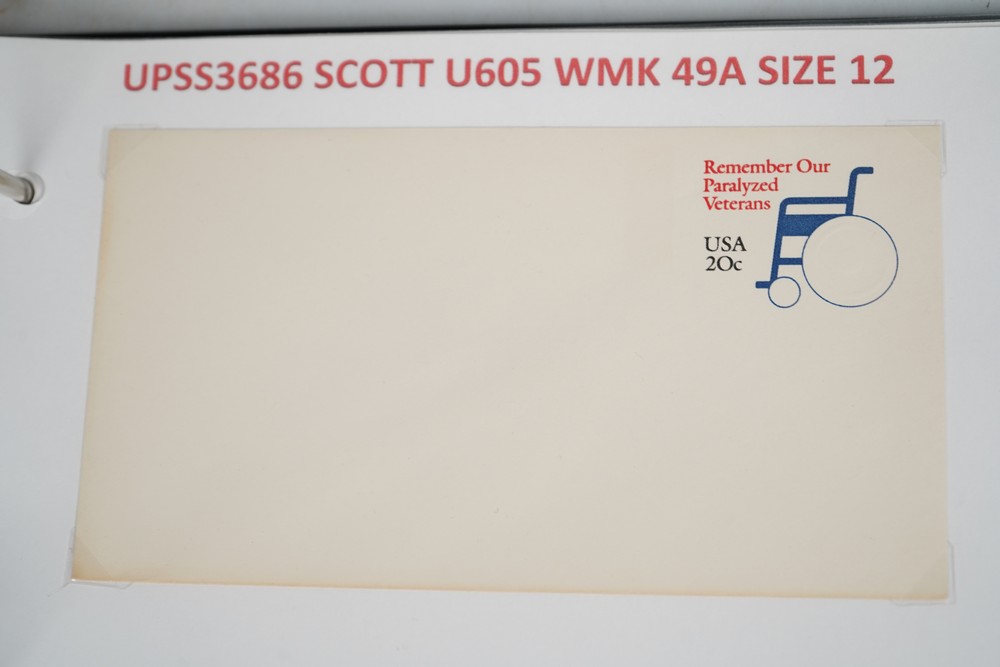 UPSS3686 SCOTT U605 WMK 49A SIZE 12
Remember Our
Paralyzed
Veterans
USA
20c